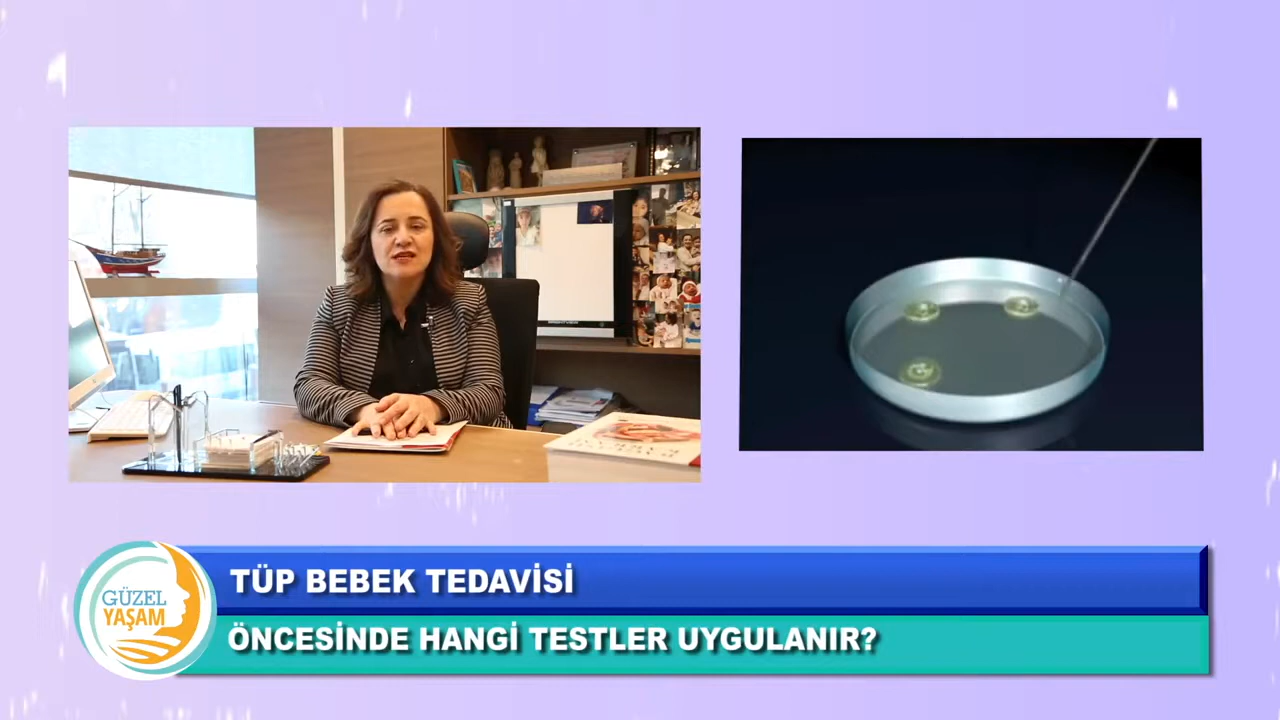 TÜP BEBEK TEDAVİSİ
GÜZEL
YAŞAM
ÖNCESİNDE HANGİ TESTLER UYGULANIR?